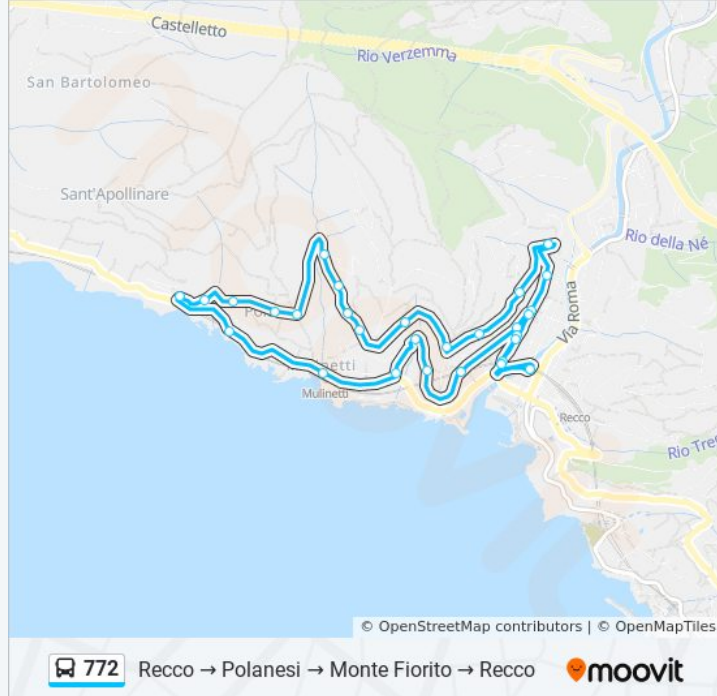 Castelletto
Rio Verzemma
San Bartolomeo
Sant'Apollinare
Rio della Né
Via Roma
Mulinetti
Recco
© OpenStreetMap contributors | © OpenMapTiles
772 Recco → Polanesi → Monte Fiorito → Recco moovit